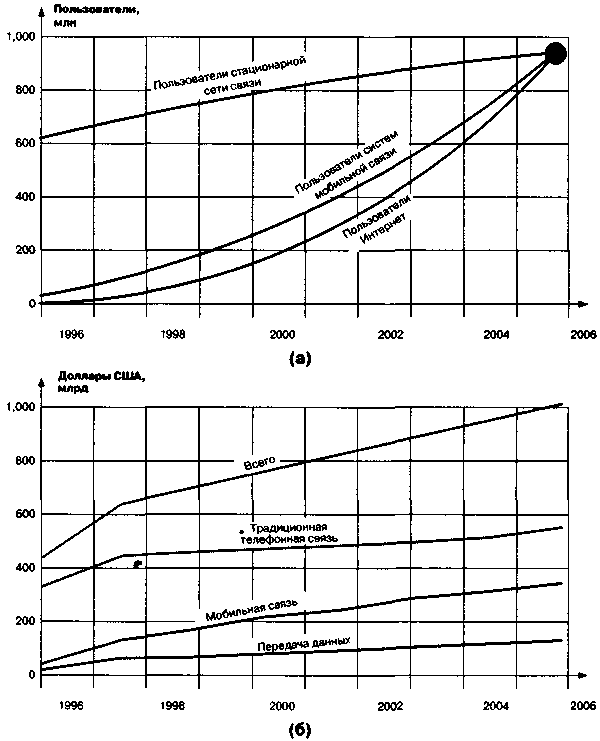 Пользователи,
млн
1,000
800
600
400
200
0
Пользователи стационарной
сети связи
Пользователи систем
мобильной связи
Пользователи
Интернет
1996 1998 2000 2002 2004 2006
(а)
Доллары США,
млрд
1,000
800
600
400
200
0
Всего
Традиционная
телефонная связь
Мобильная связь
Передача данных
1996 1998 2000 2002 2004 2006
(б)